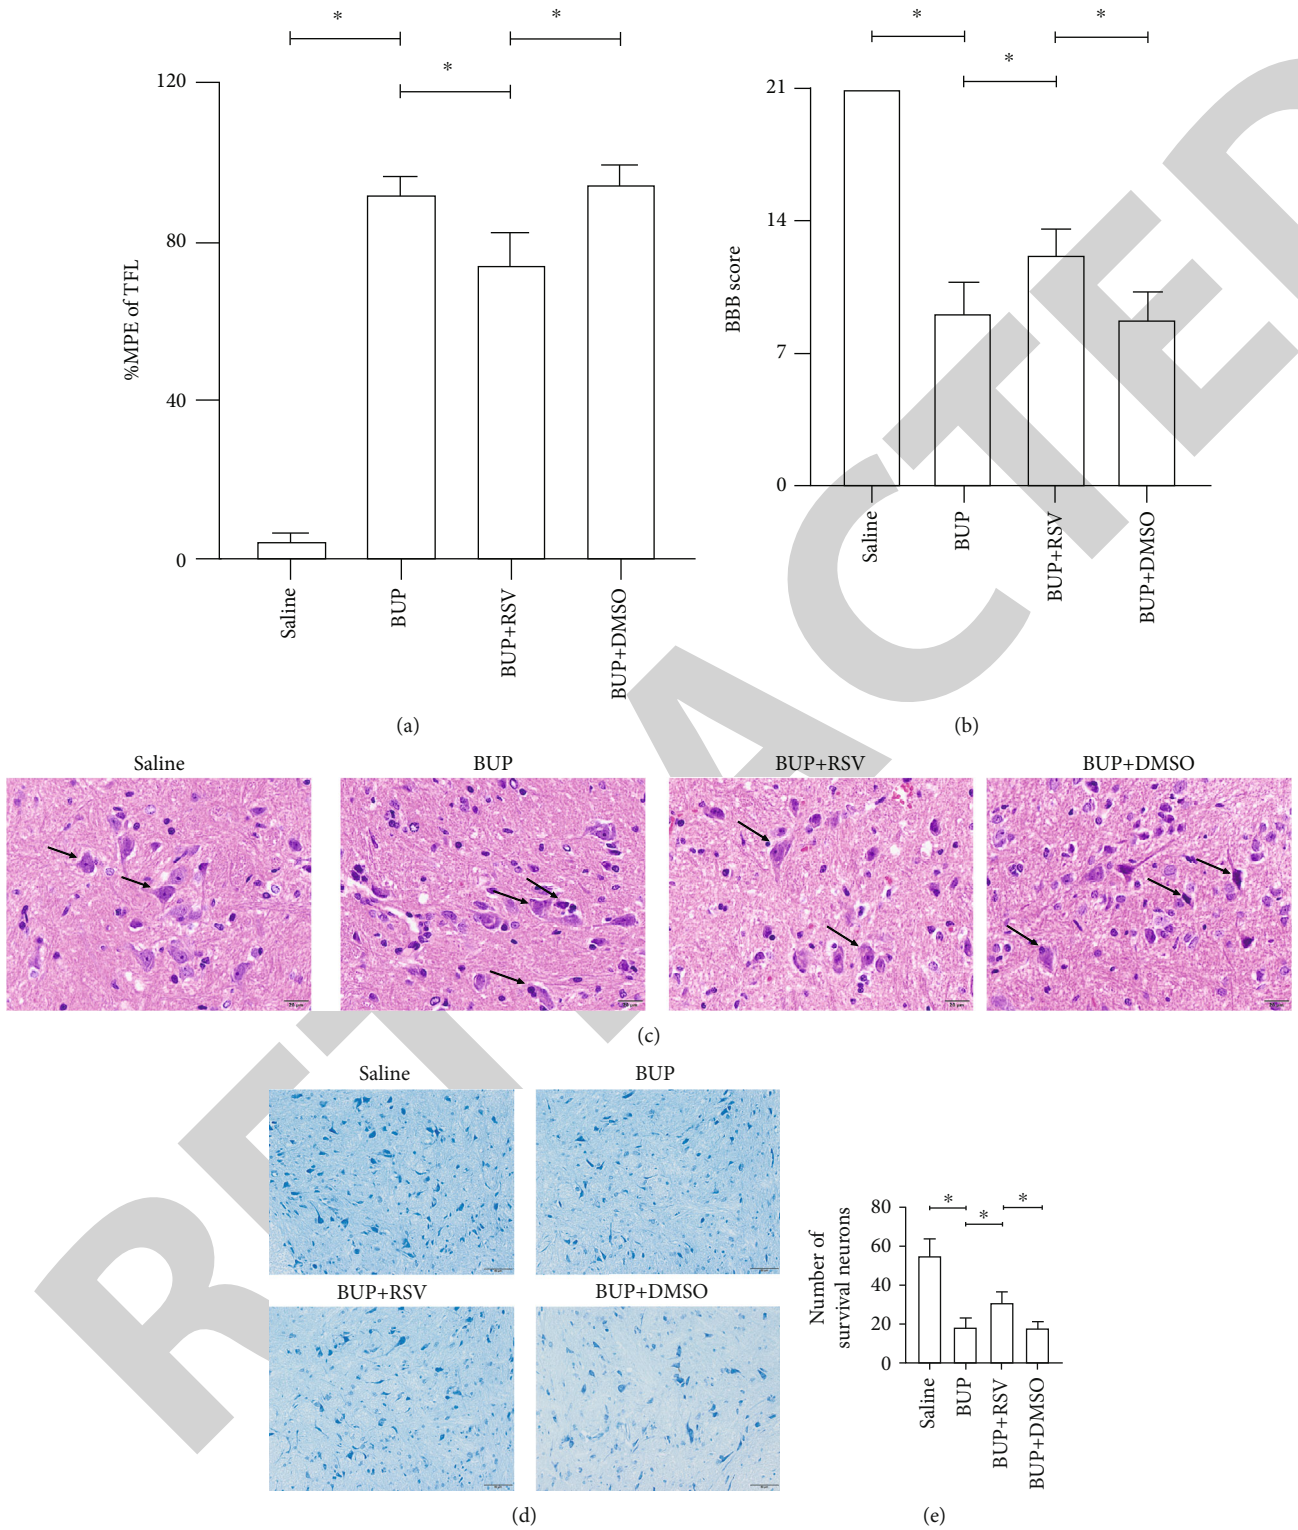 *
*
*
120
80
40
0
%MPE of TFL
Saline
BUP
BUP+RSV
BUP+DMSO
(a)
*
*
*
21
14
7
0
BBB score
Saline
BUP
BUP+RSV
BUP+DMSO
(b)
Saline
BUP
BUP+RSV
BUP+DMSO
20 μm
(c)
Saline
BUP
BUP+RSV
BUP+DMSO
(d)
*
*
*
80
60
40
20
0
Number of
survival neurons
Saline
BUP
BUP+RSV
BUP+DMSO
(e)
RETRACTED